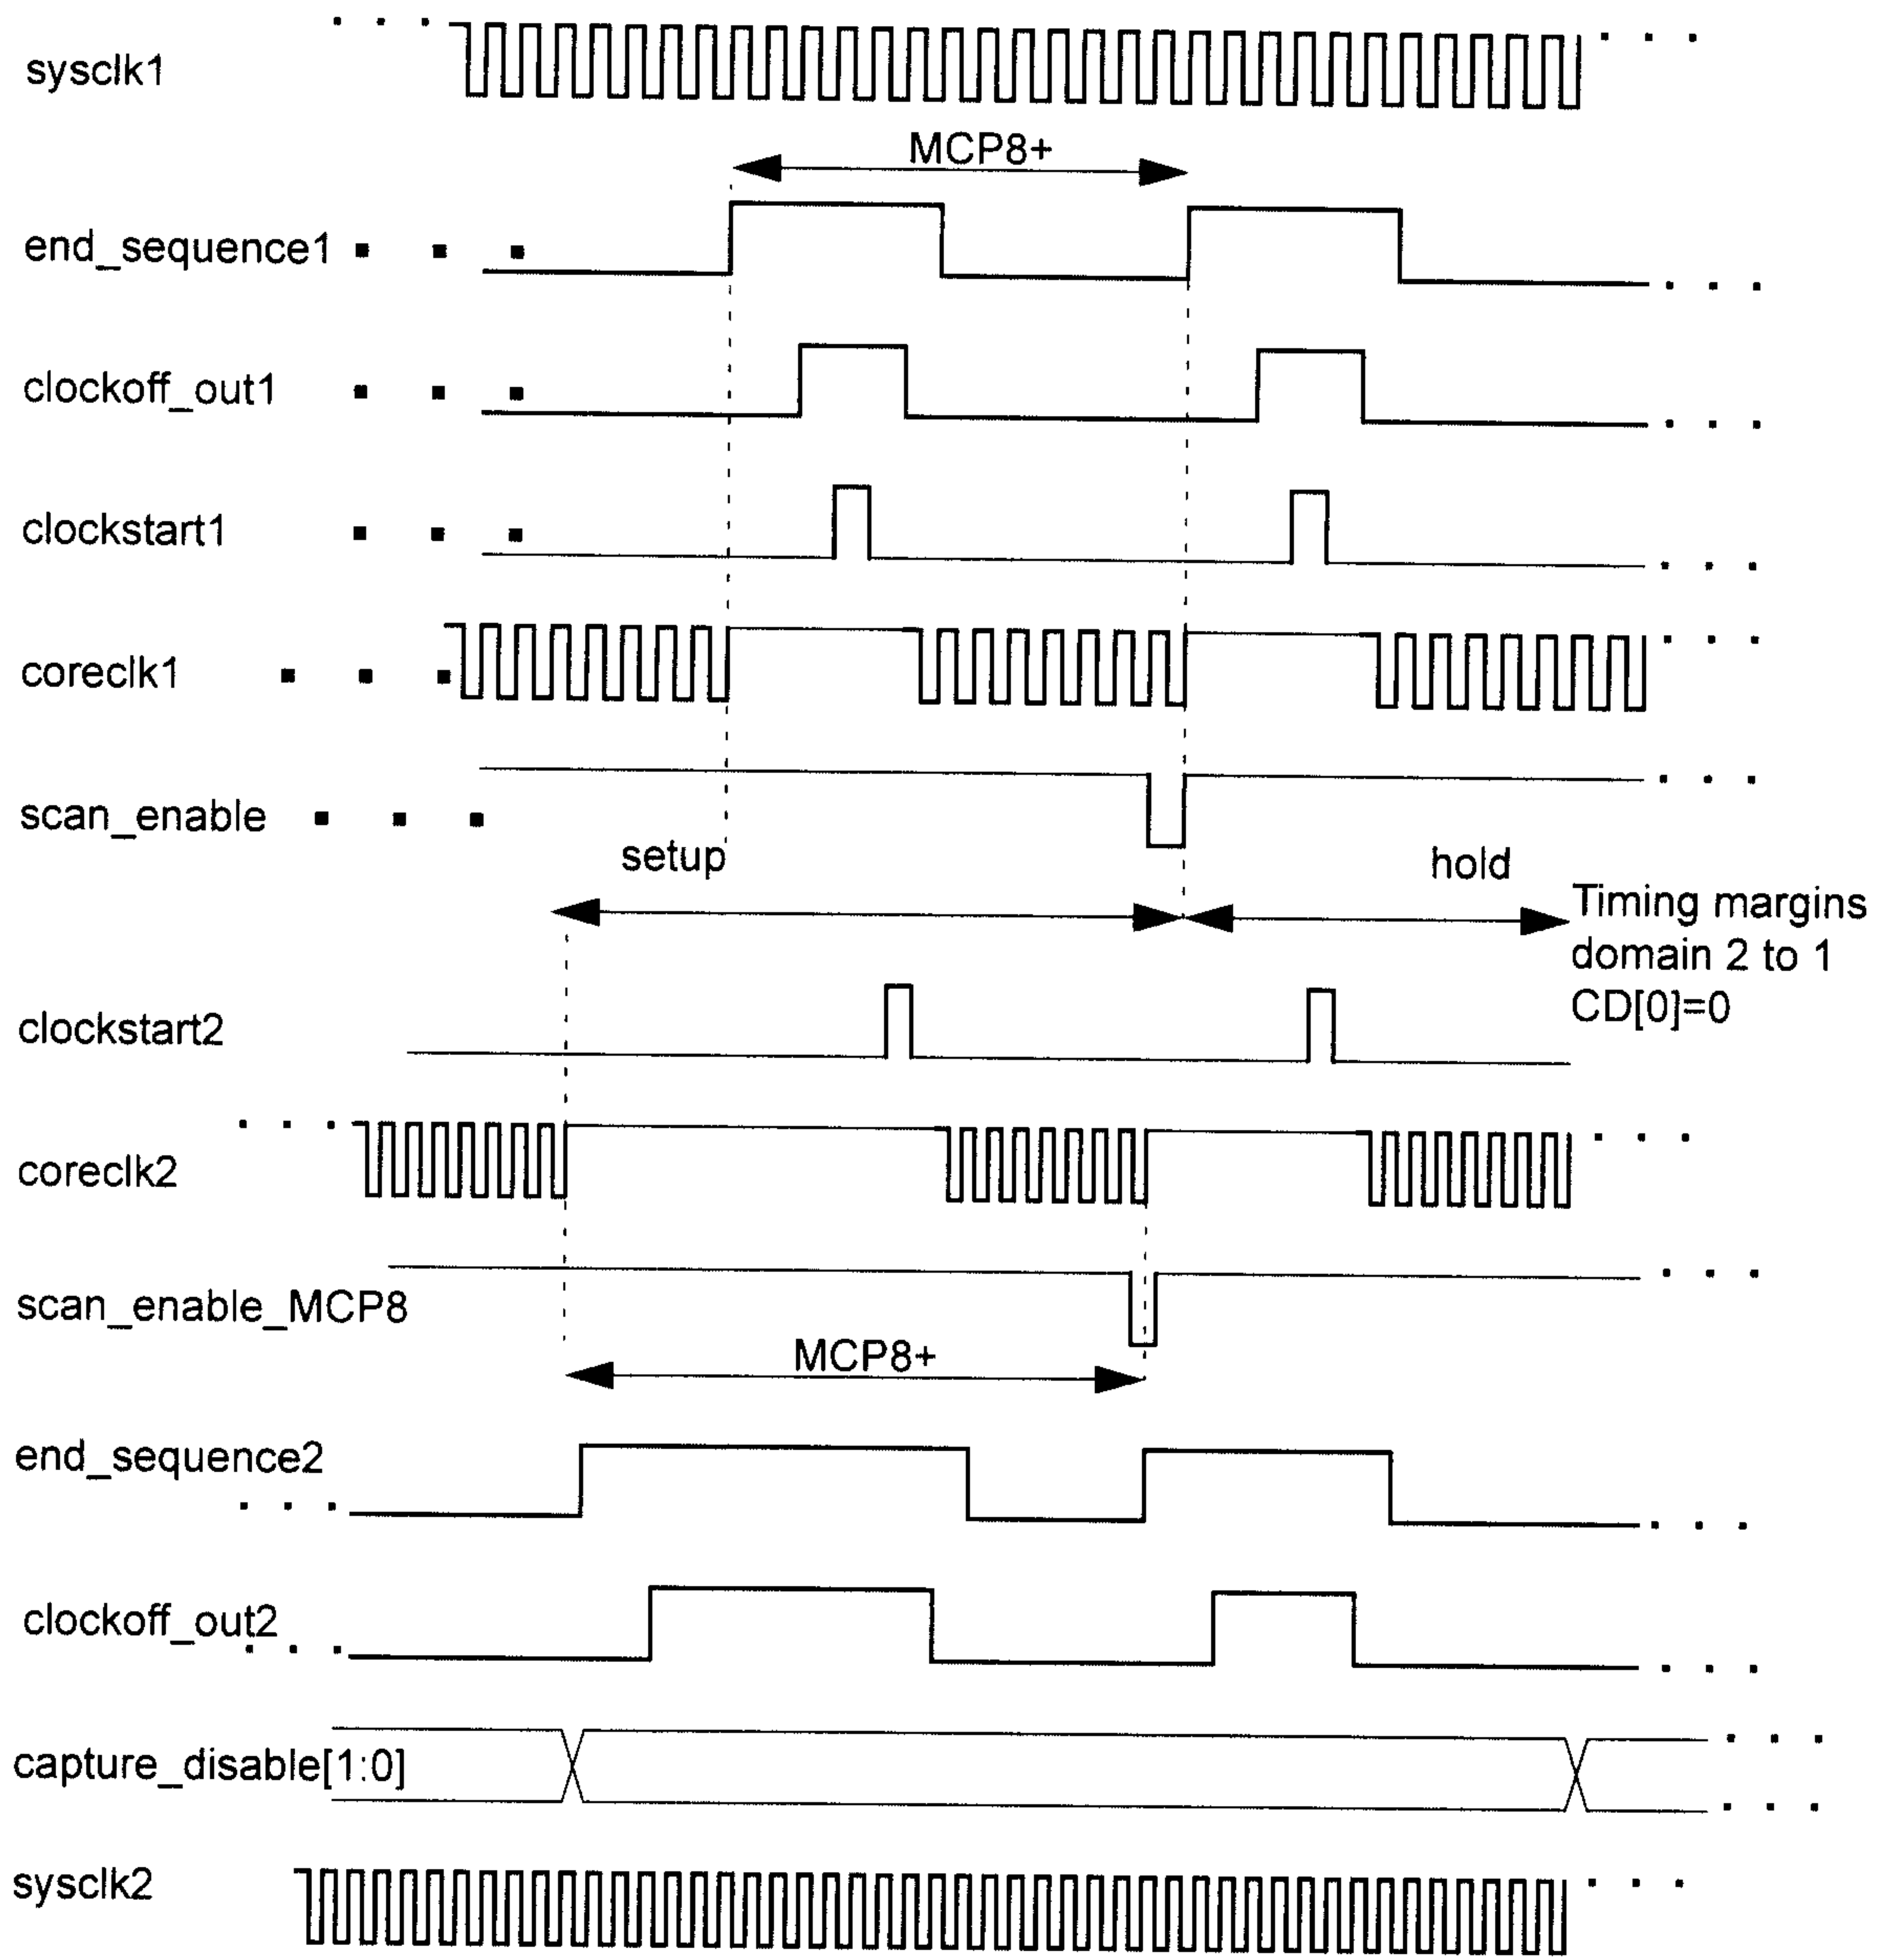 sysclk1
MCP8+
end_sequence1
clockoff_out1
clockstart1
coreclk1
scan_enable
setup
hold
Timing margins
domain 2 to 1
CD[0]=0
clockstart2
coreclk2
scan_enable_MCP8
MCP8+
end_sequence2
clockoff_out2
capture_disable[1:0]
sysclk2